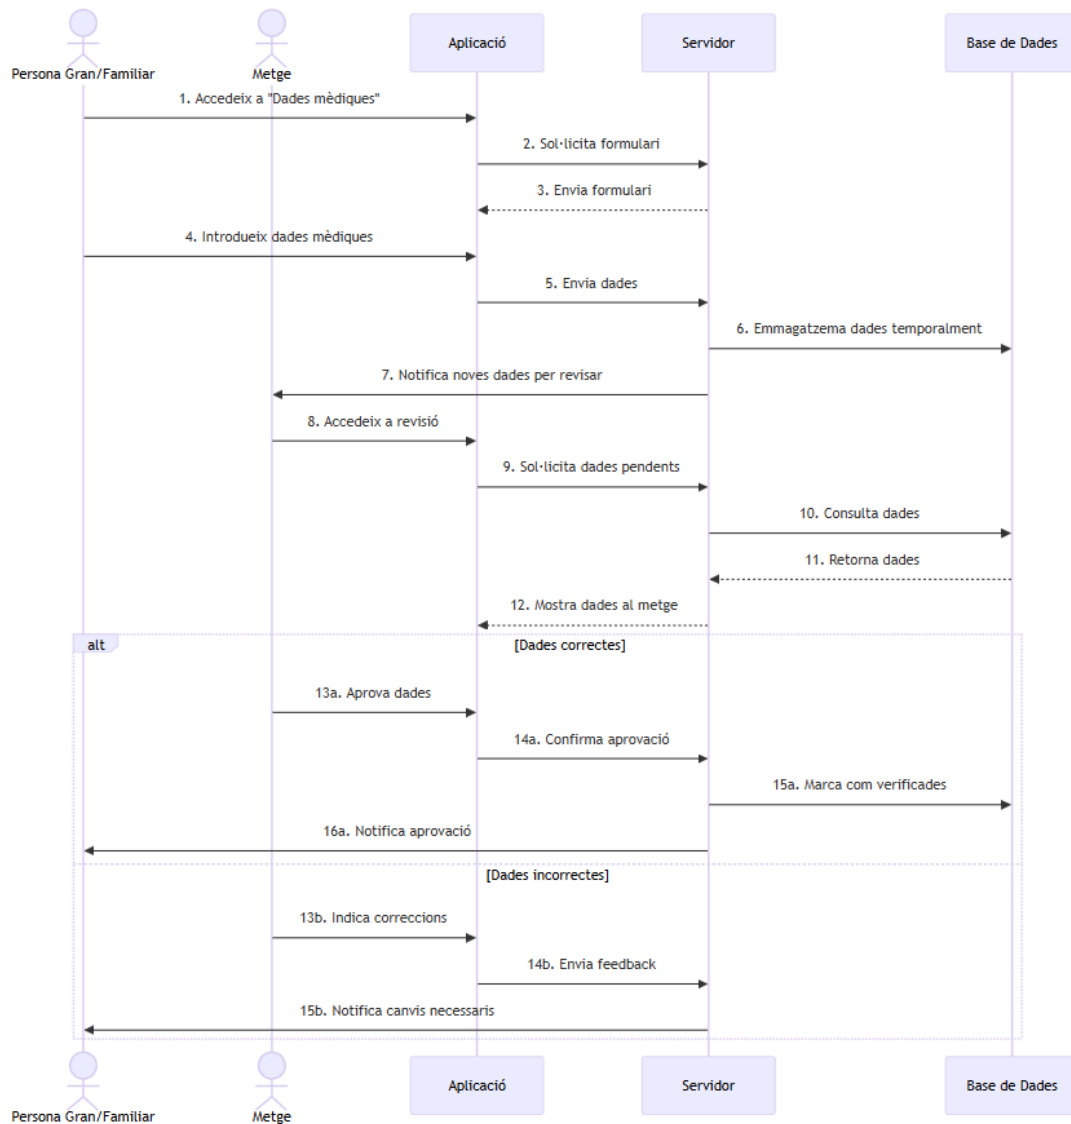 Persona Gran/Familiar
Metge
Aplicació
Servidor
Base de Dades
1. Accedeix a "Dades mèdiques"
2. Sol·licita formulari
3. Envia formulari
4. Introdueix dades mèdiques
5. Envia dades
6. Emmagatzema dades temporalment
7. Notifica noves dades per revisar
8. Accedeix a revisió
9. Sol·licita dades pendents
10. Consulta dades
11. Retorna dades
12. Mostra dades al metge
alt
[Dades correctes]
13a. Aprova dades
14a. Confirma aprovació
15a. Marca com verificades
16a. Notifica aprovació
[Dades incorrectes]
13b. Indica correccions
14b. Envia feedback
15b. Notifica canvis necessaris
Persona Gran/Familiar
Metge
Aplicació
Servidor
Base de Dades